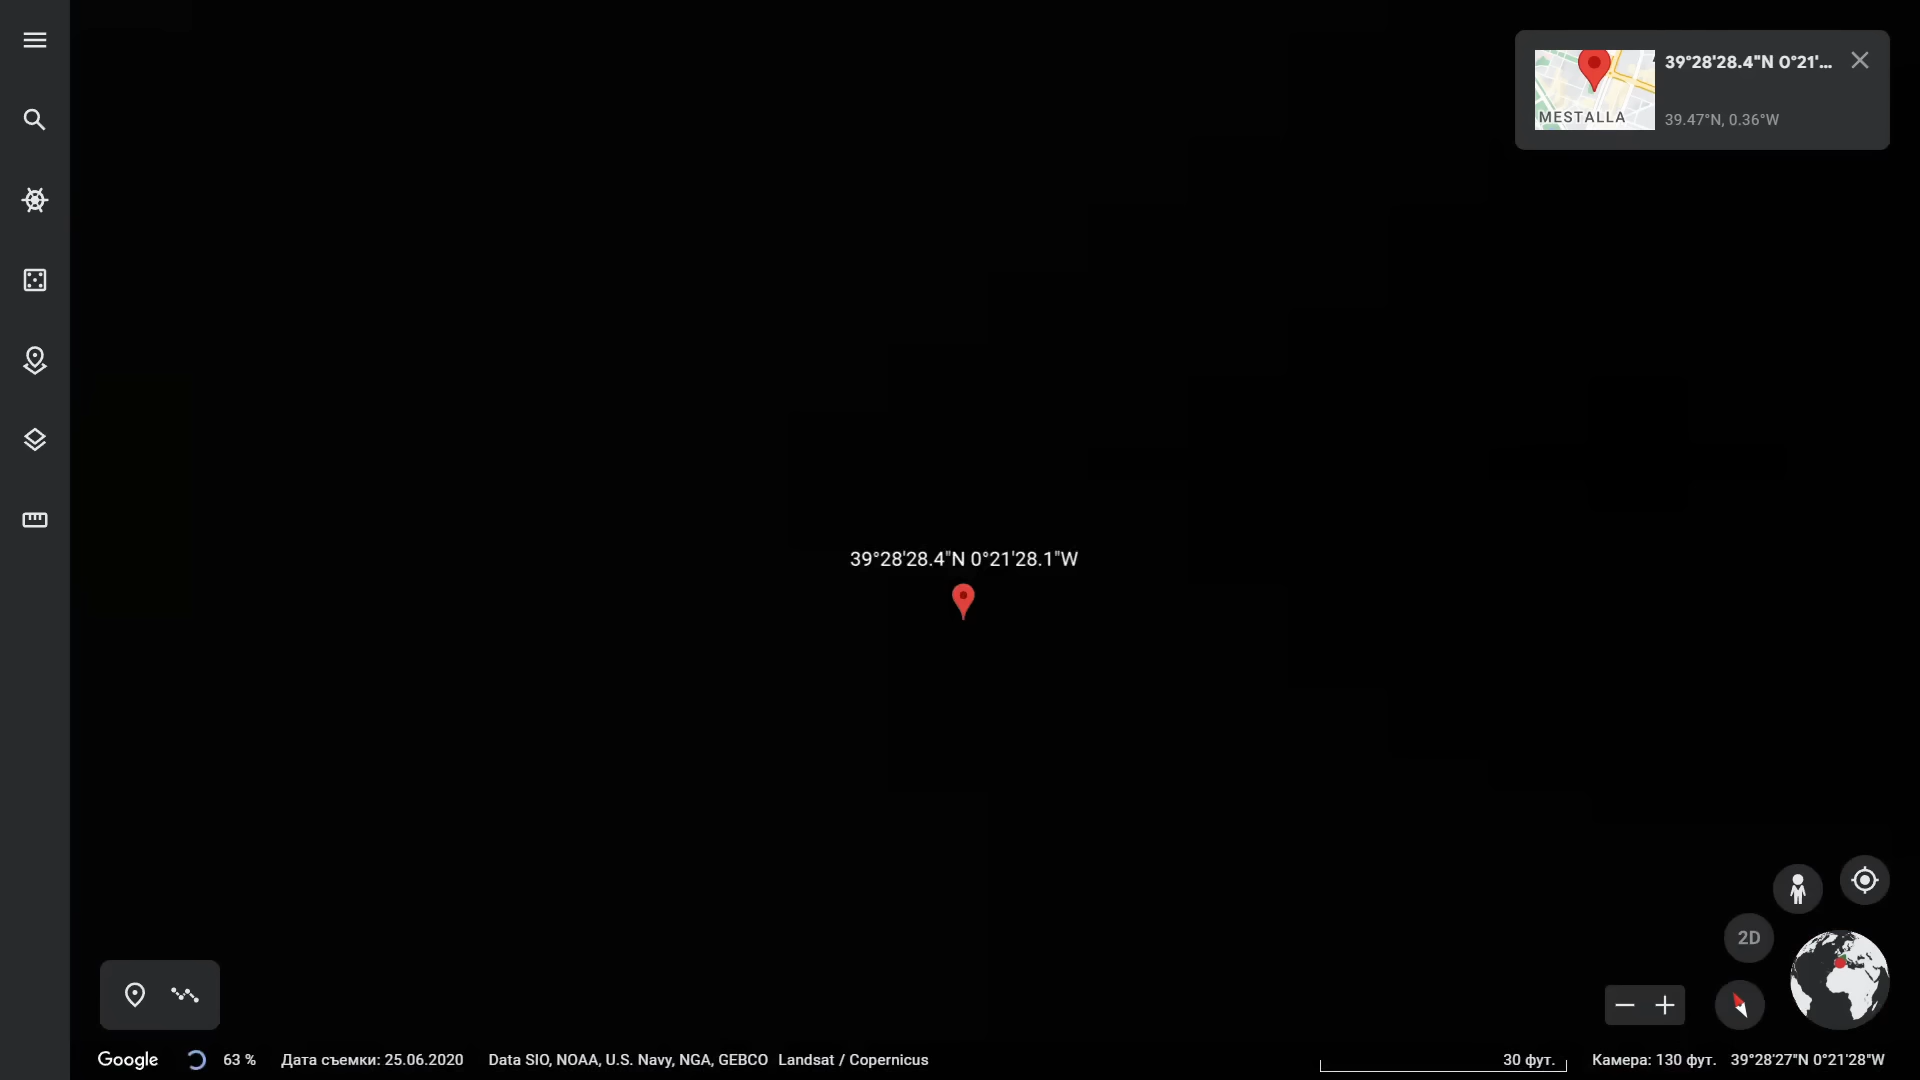 39°28'28.4"N 0°21'...
39.47°N, 0.36°W
MESTALLA
39°28'28.4"N 0°21'28.1"W
2D
Google 63 % Дата съемки: 25.06.2020 Data SIO, NOAA, U.S. Navy, NGA, GEBCO Landsat / Copernicus 30 фут. Камера: 130 фут. 39°28'27"N 0°21'28"W